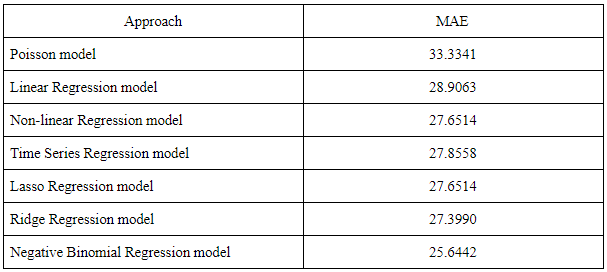 Approach MAE
Poisson model 33.3341
Linear Regression model 28.9063
Non-linear Regression model 27.6514
Time Series Regression model 27.8558
Lasso Regression model 27.6514
Ridge Regression model 27.3990
Negative Binomial Regression model 25.6442